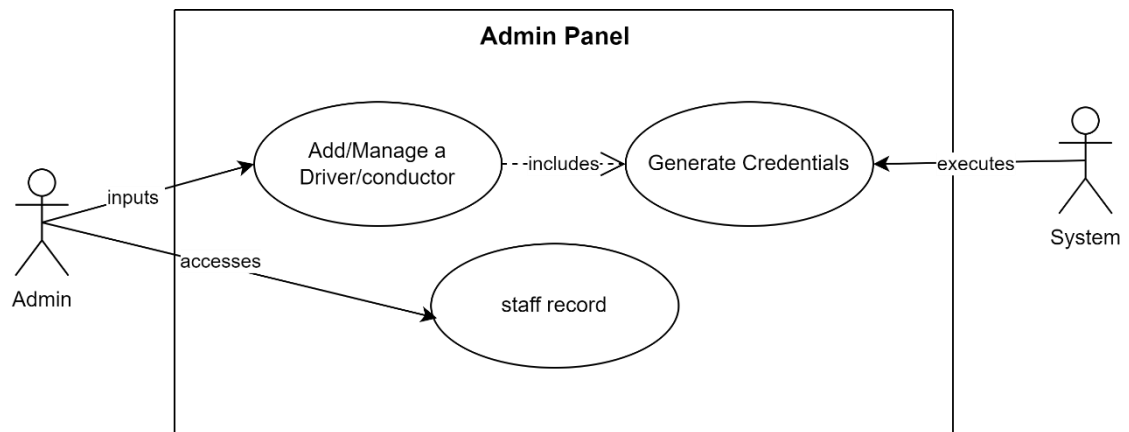 Admin Panel
Add/Manage a
Driver/conductor
includes
Generate Credentials
executes
inputs
System
accesses
Admin
staff record